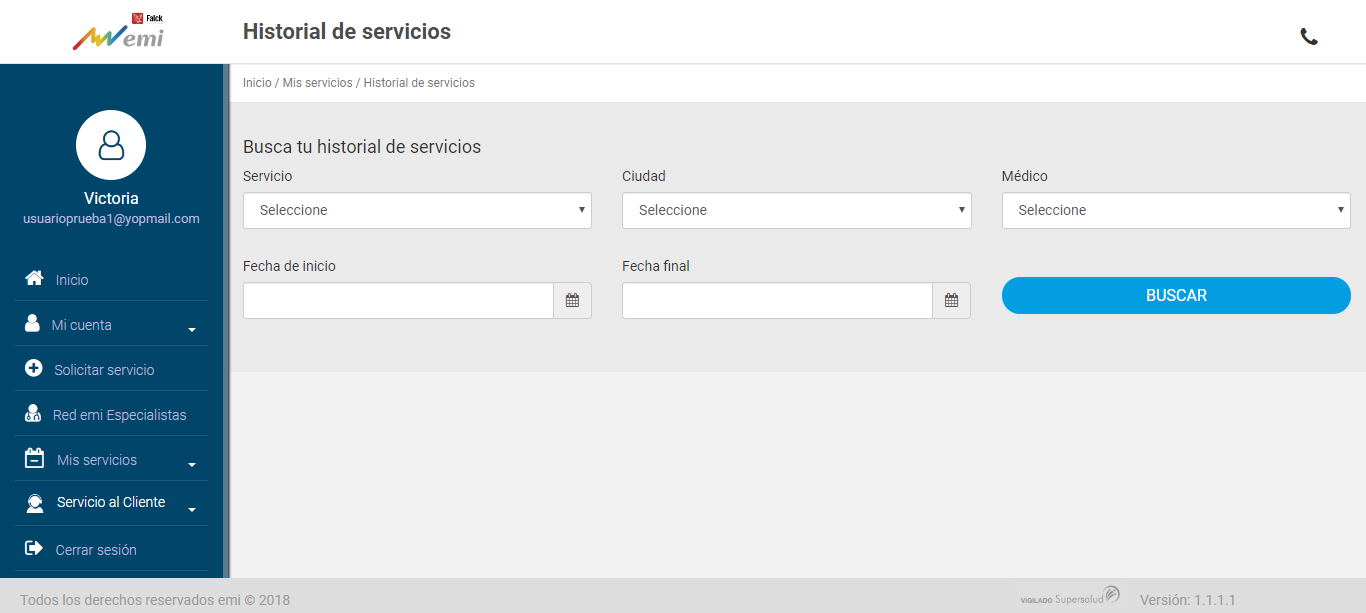 Falck
emi
Historial de servicios
Inicio / Mis servicios / Historial de servicios
Victoria
usuarioprueba1@yopmail.com
Inicio
Mi cuenta
Solicitar servicio
Red emi Especialistas
Mis servicios
Servicio al Cliente
Cerrar sesión
Busca tu historial de servicios
Servicio Ciudad Médico
Seleccione Seleccione Seleccione
Fecha de inicio Fecha final
BUSCAR
Todos los derechos reservados emi © 2018 VIGILADO Supersalud Versión: 1.1.1.1